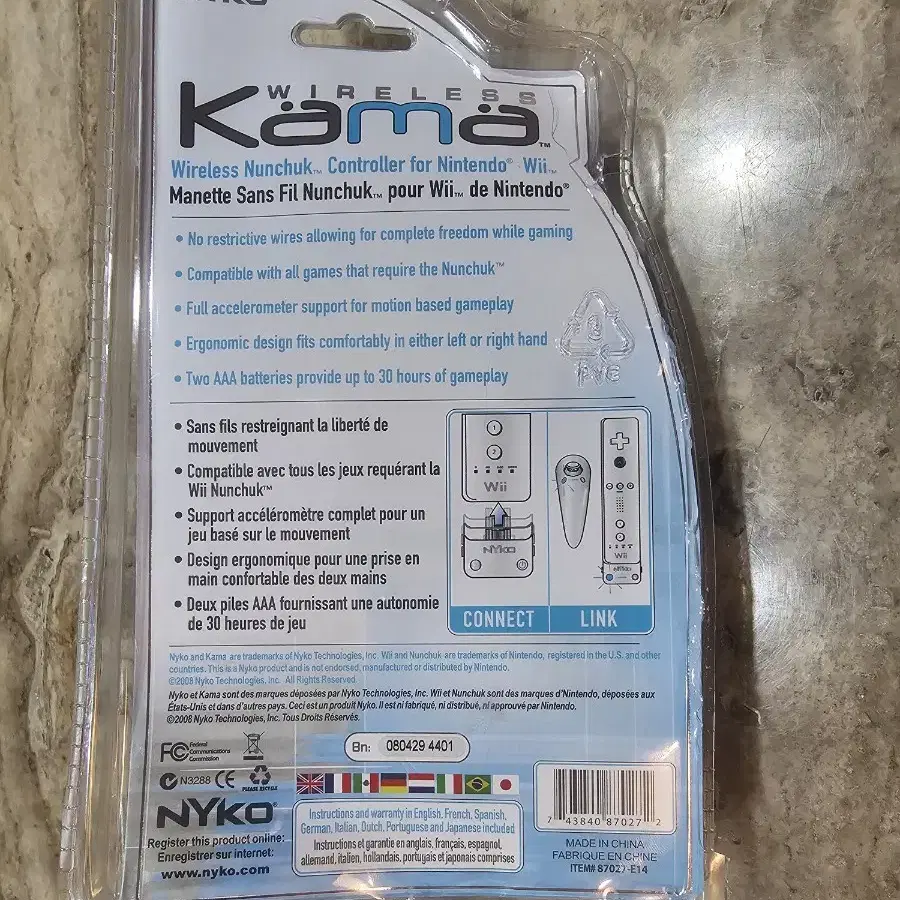 NYKO
WIRELESS
Kämä™
Wireless Nunchuk™ Controller for Nintendo® Wii™
Manette Sans Fil Nunchuk™ pour Wii™ de Nintendo®
• No restrictive wires allowing for complete freedom while gaming
• Compatible with all games that require the Nunchuk™
• Full accelerometer support for motion based gameplay
• Ergonomic design fits comfortably in either left or right hand
• Two AAA batteries provide up to 30 hours of gameplay
3
PVC
• Sans fils restreignant la liberté de
mouvement
• Compatible avec tous les jeux requérant la
Wii Nunchuk™
• Support accéléromètre complet pour un
jeu basé sur le mouvement
• Design ergonomique pour une prise en
main confortable des deux mains
• Deux piles AAA fournissant une autonomie
de 30 heures de jeu
1
2
Wii
NYKO
CONNECT
Wii
NYKO
LINK
Nyko and Kama are trademarks of Nyko Technologies, Inc. Wii and Nunchuk are trademarks of Nintendo, registered in the U.S. and other
countries. This is a Nyko product and is not endorsed, manufactured or distributed by Nintendo.
©2008 Nyko Technologies, Inc. All Rights Reserved.
Nyko et Kama sont des marques déposées par Nyko Technologies, Inc. Wii et Nunchuk sont des marques d'Nintendo, déposées aux
États-Unis et dans d'autres pays. Ceci est un produit Nyko. Il est ni fabriqué, ni distribué, ni approuvé par Nintendo.
©2008 Nyko Technologies, Inc. Tous Droits Réservés.
FC Federal
Communications
Commission
Bn: 080429 4401
N3288 CE
PLEASE RECYCLE
NYKO®
Register this product online:
Enregistrer sur internet:
www.nyko.com
Instructions and warranty in English, French, Spanish,
German, Italian, Dutch, Portuguese and Japanese included
Instructions et garantie en anglais, français, espagnol,
allemand, italien, hollandais, portugais et japonais comprises
7 43840 87027 2
MADE IN CHINA
FABRIQUE EN CHINE
ITEM# 87027-E14